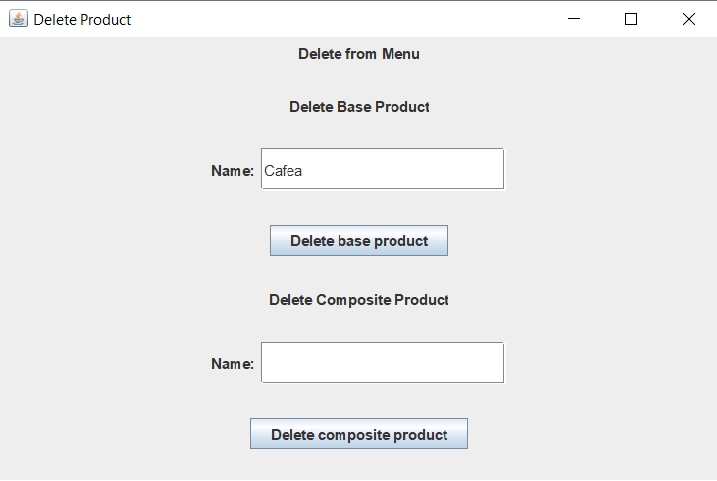 Delete Product
Delete from Menu
Delete Base Product
Name: Cafea
Delete base product
Delete Composite Product
Name:
Delete composite product